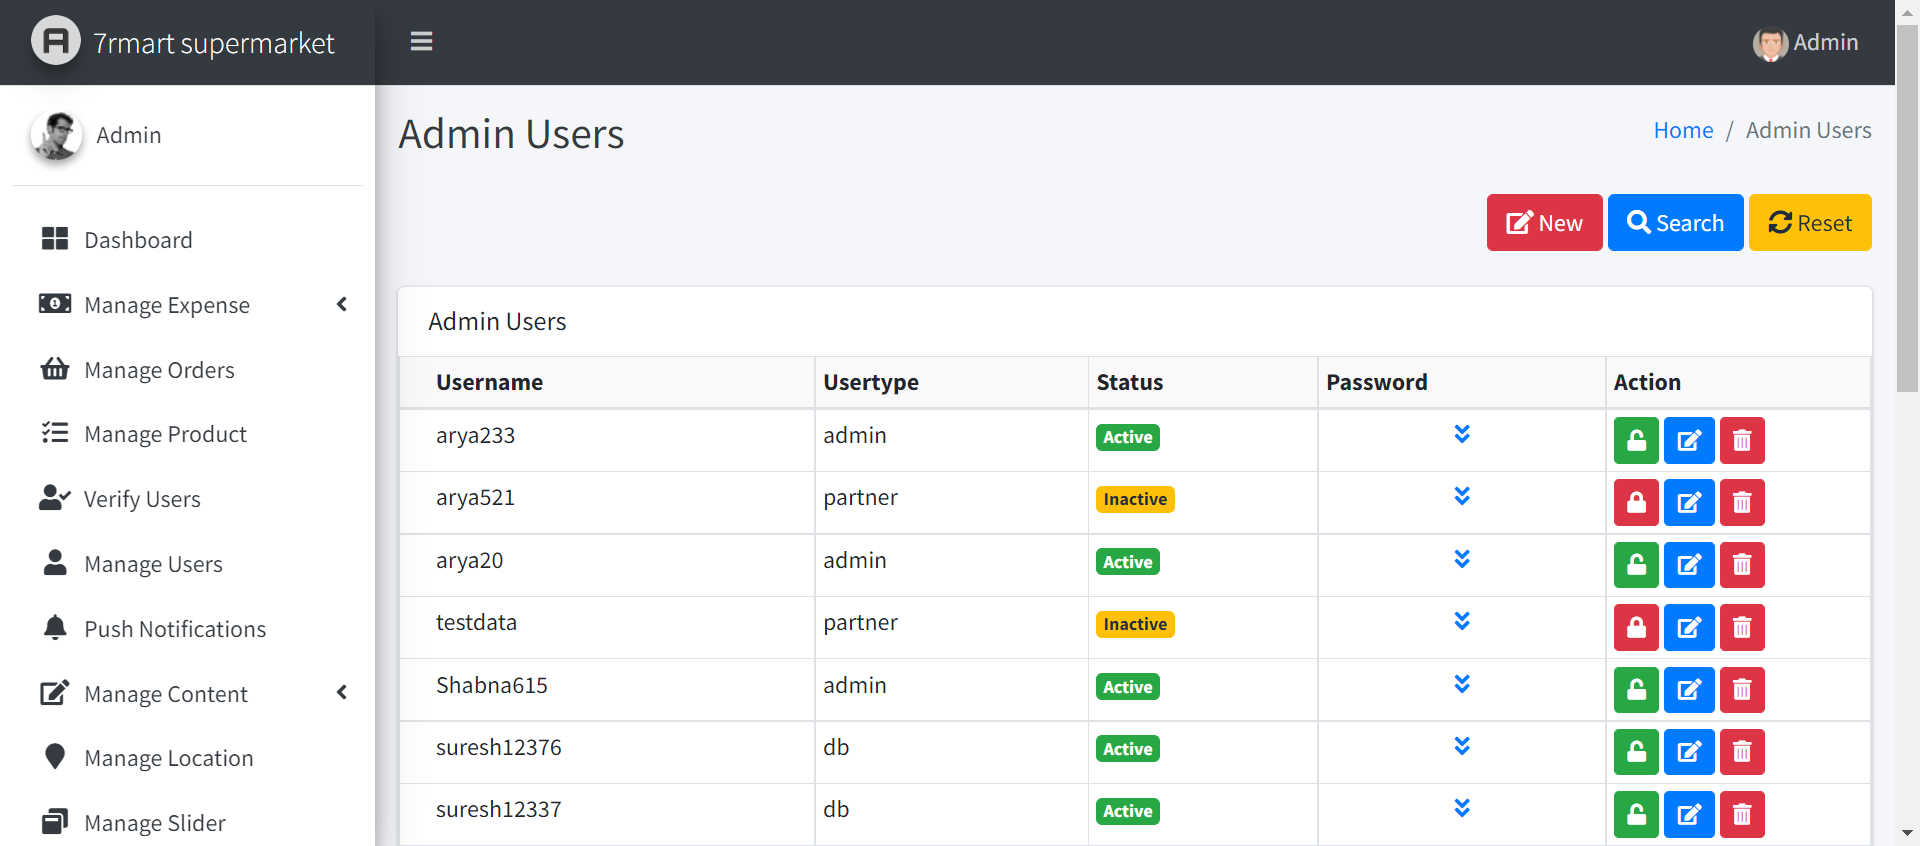 7rmart supermarket
Admin
Admin
Admin Users
Home / Admin Users
New Search Reset
Dashboard
Manage Expense
Manage Orders
Manage Product
Verify Users
Manage Users
Push Notifications
Manage Content
Manage Location
Manage Slider
Admin Users
Username Usertype Status Password Action
arya233 admin Active
arya521 partner Inactive
arya20 admin Active
testdata partner Inactive
Shabna615 admin Active
suresh12376 db Active
suresh12337 db Active